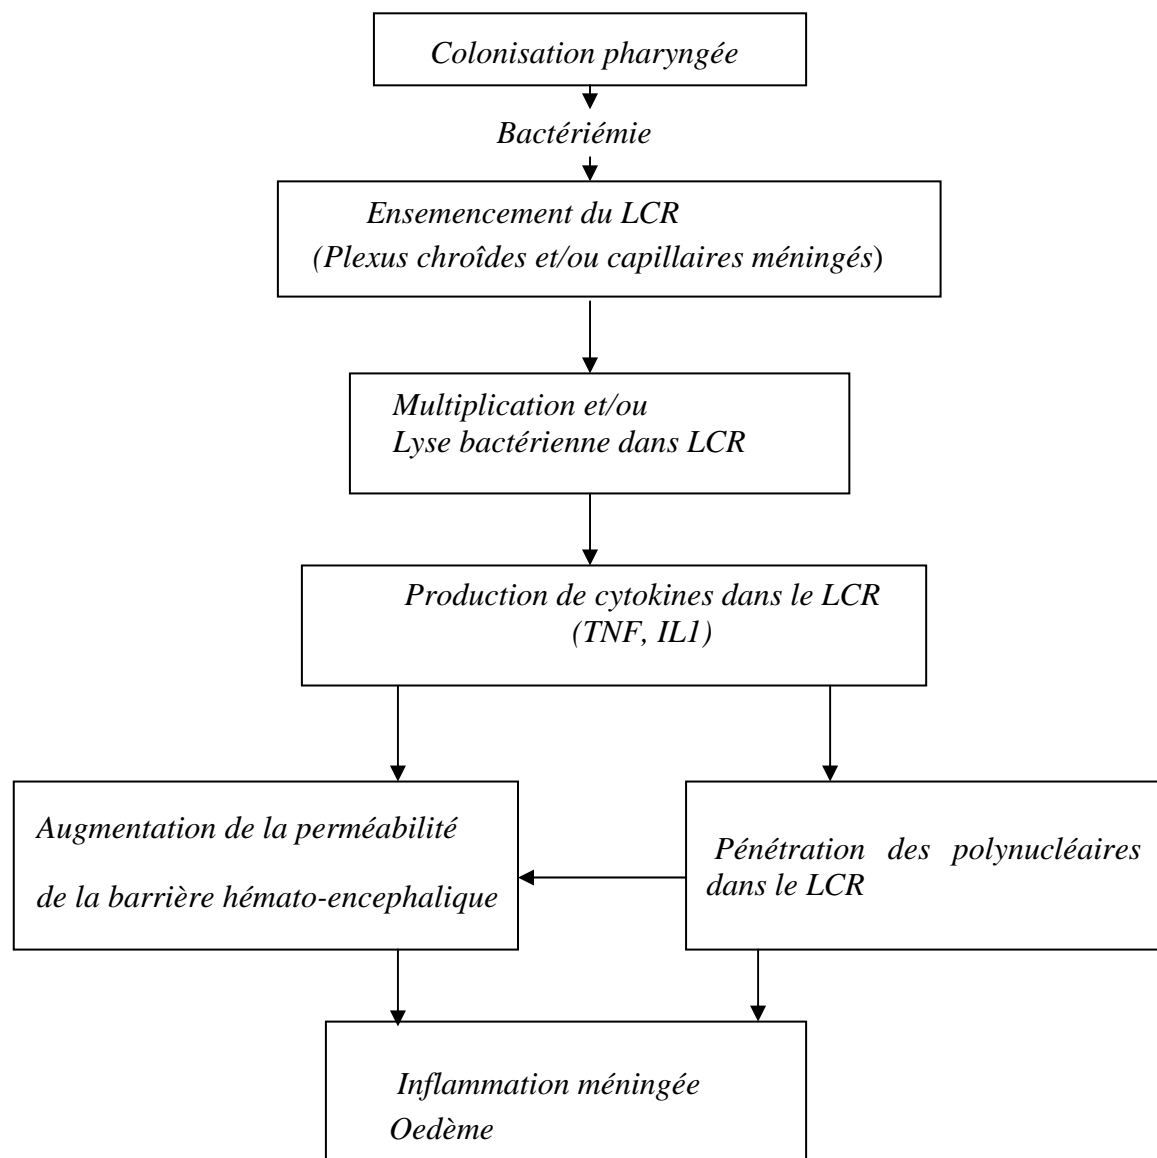 Colonisation pharyngée
Bactériémie
Ensemencement du LCR
(Plexus chroîdes et/ou capillaires méningés)
Multiplication et/ou
Lyse bactérienne dans LCR
Production de cytokines dans le LCR
(TNF, IL1)
Augmentation de la perméabilité
de la barrière hémato-encephalique
Pénétration des polynucléaires
dans le LCR
Inflammation méningée
Oedème